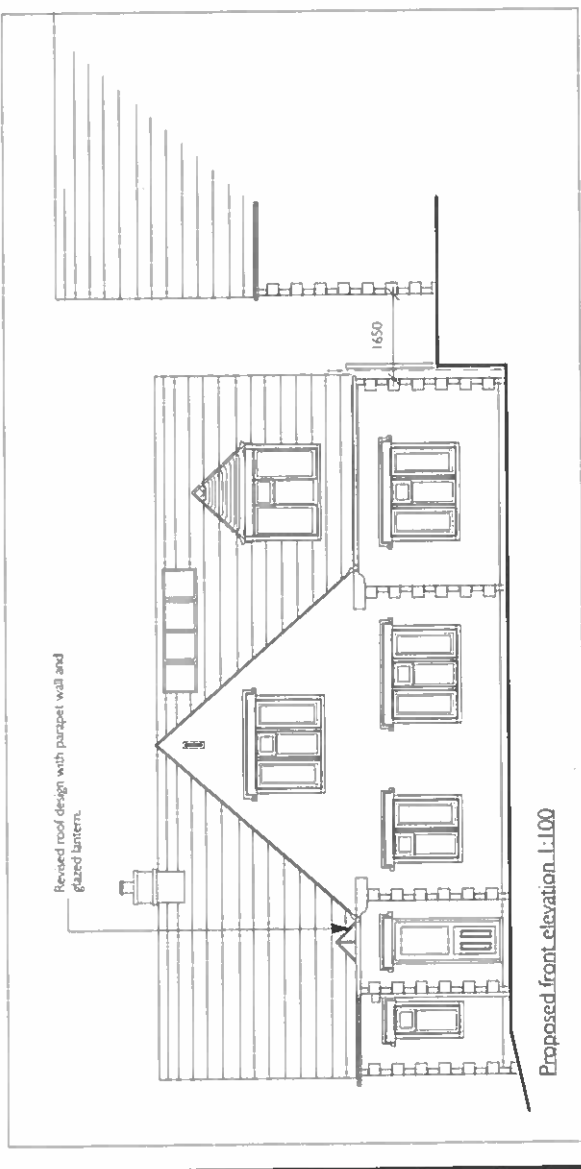 Revised roof design with parapet wall and
glazed lantern.
1650
Proposed front elevation 1:100